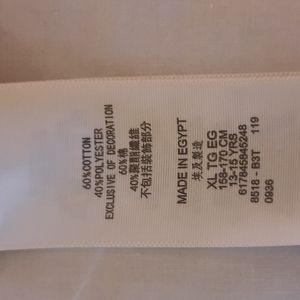 60%COTTON
40%POLYESTER
EXCLUSIVE OF DECORATION
60%棉
40%聚酯纖維
不包括裝飾部分
MADE IN EGYPT
埃及製造
XL TG EG
158-170 CM
13-15 YRS
617845845248
8518 - B3T 119
0936